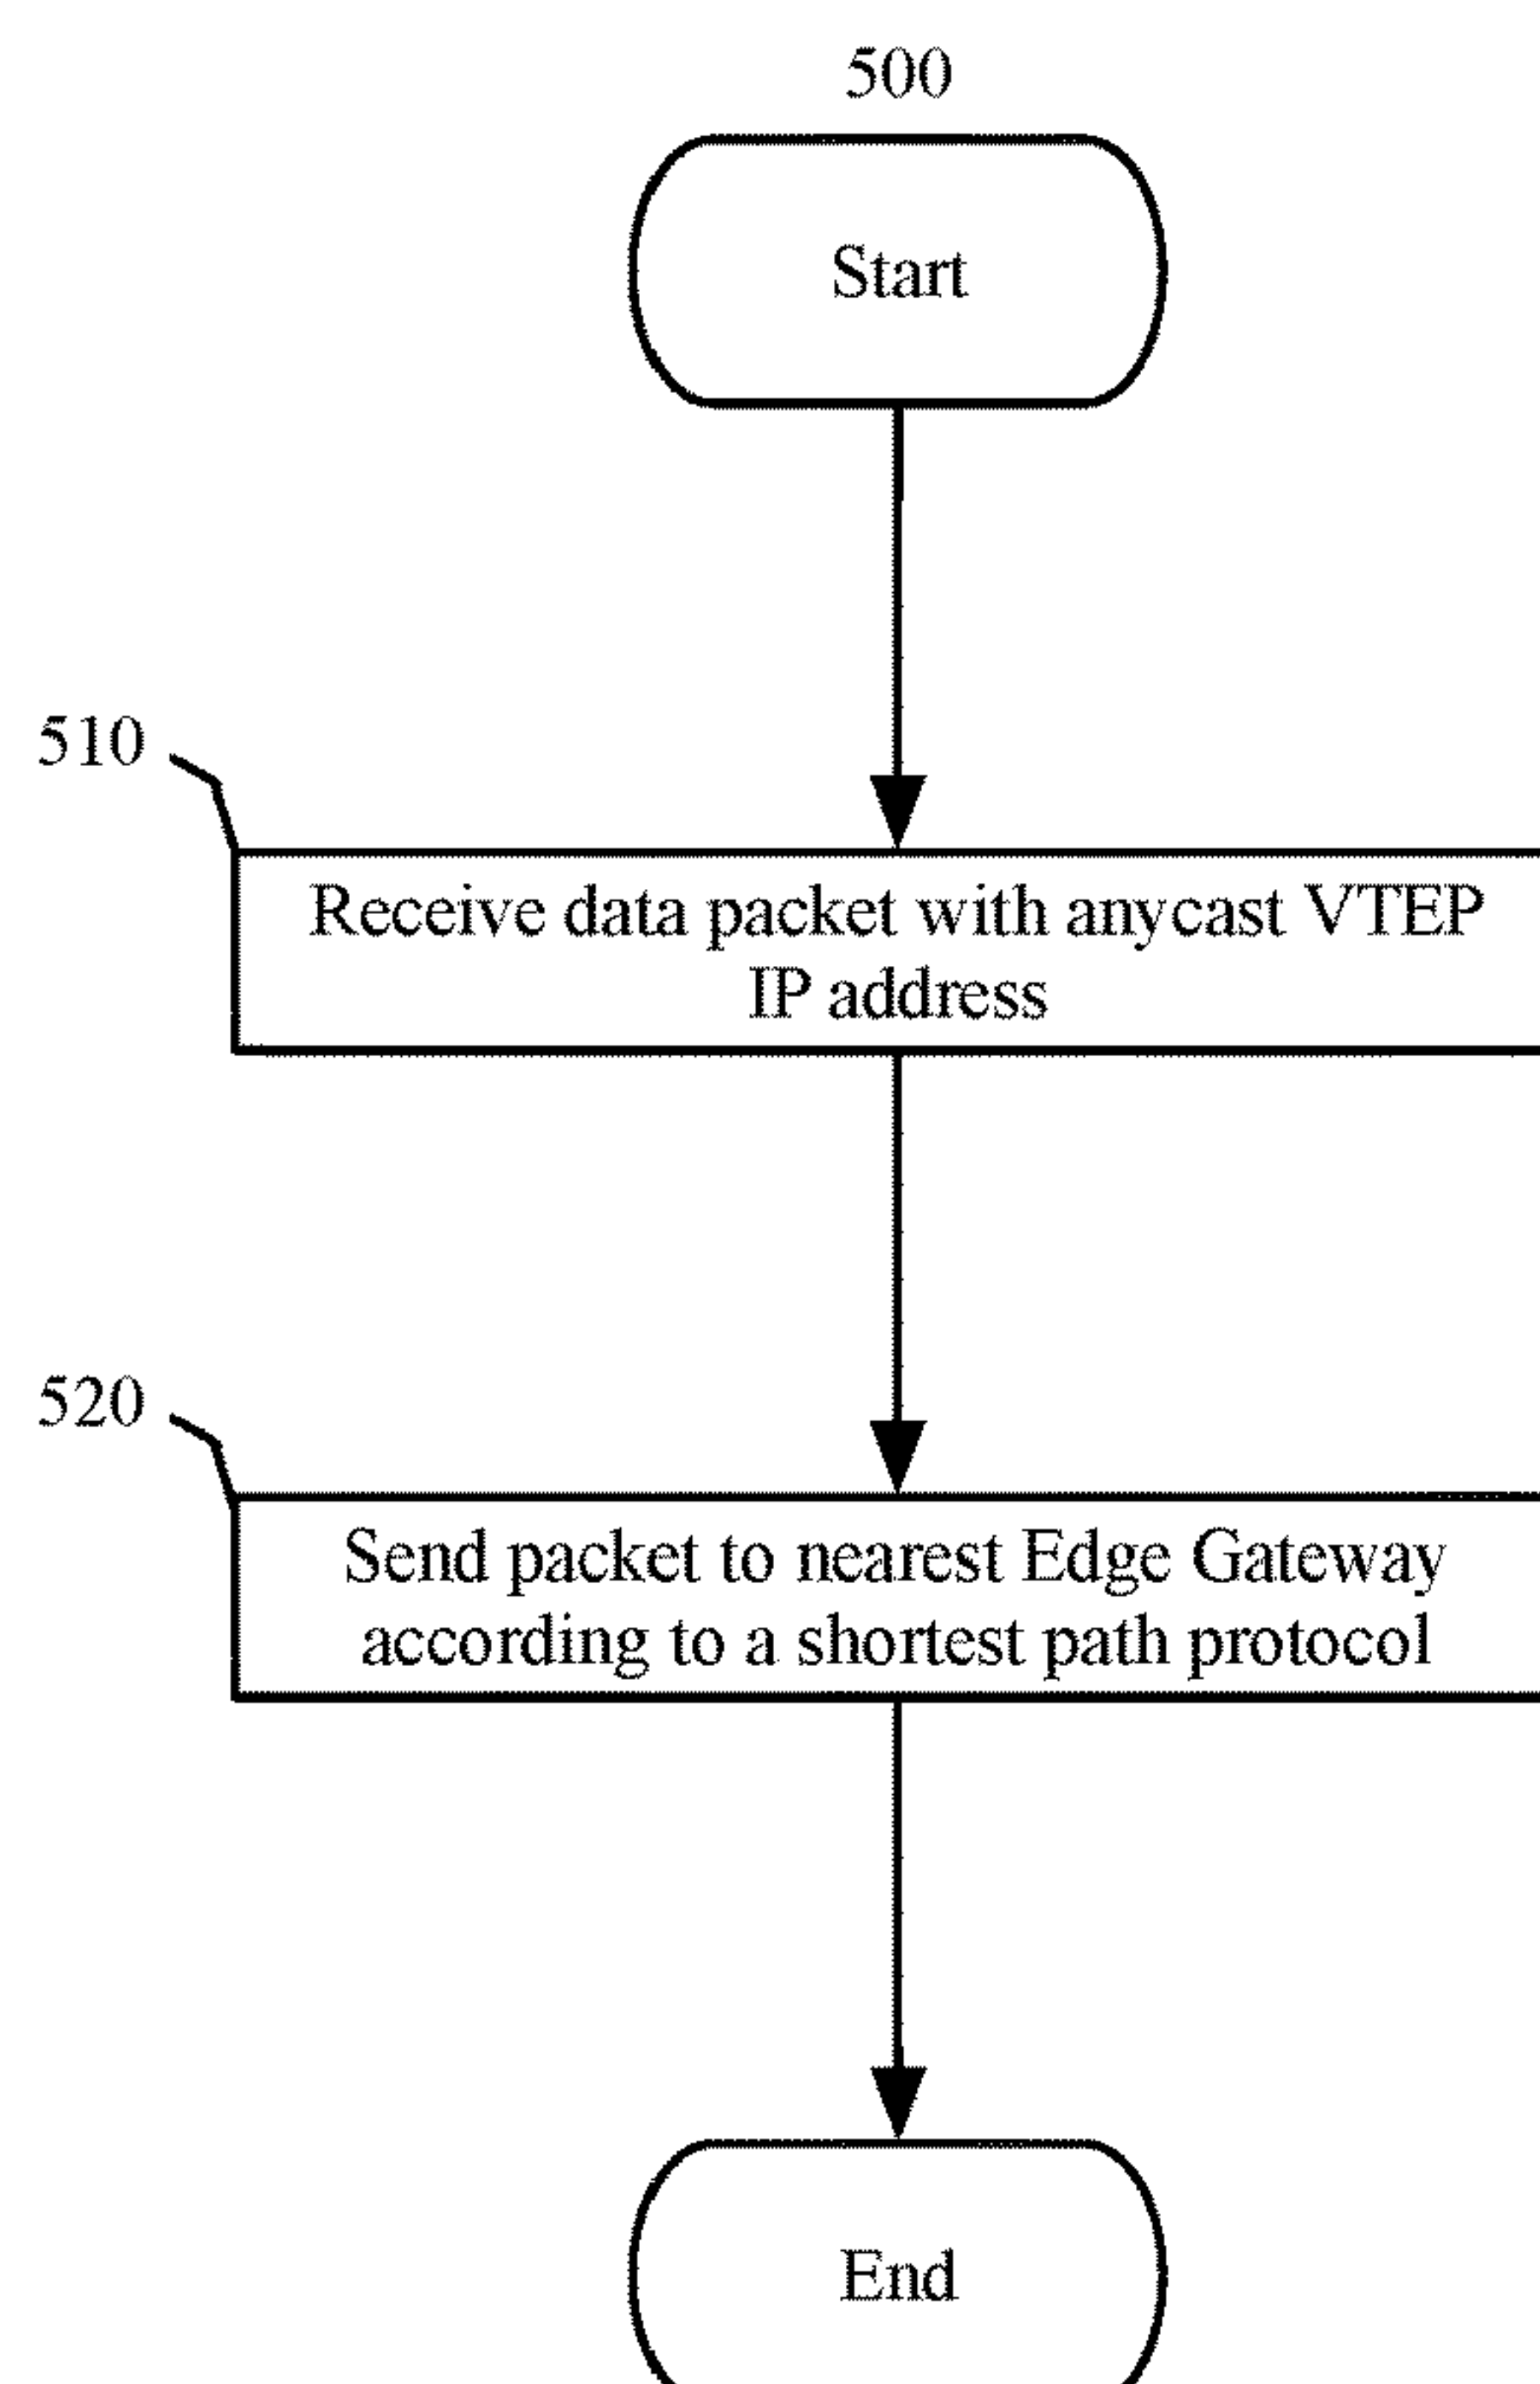 500
Start
510
Receive data packet with anycast VTEP
IP address
520
Send packet to nearest Edge Gateway
according to a shortest path protocol
End